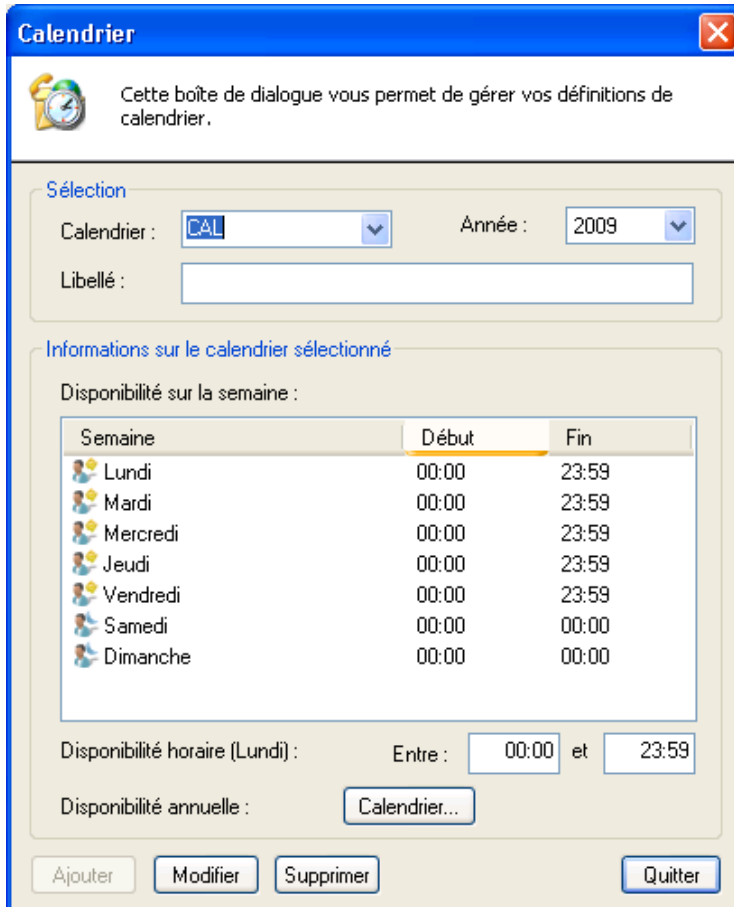 Calendrier
Cette boîte de dialogue vous permet de gérer vos définitions de
calendrier.
Sélection
Calendrier : CAL Année : 2009
Libellé :
Informations sur le calendrier sélectionné
Disponibilité sur la semaine :
Semaine Début Fin
Lundi 00:00 23:59
Mardi 00:00 23:59
Mercredi 00:00 23:59
Jeudi 00:00 23:59
Vendredi 00:00 23:59
Samedi 00:00 00:00
Dimanche 00:00 00:00
Disponibilité horaire (Lundi) : Entre : 00:00 et 23:59
Disponibilité annuelle : Calendrier...
Ajouter Modifier Supprimer Quitter